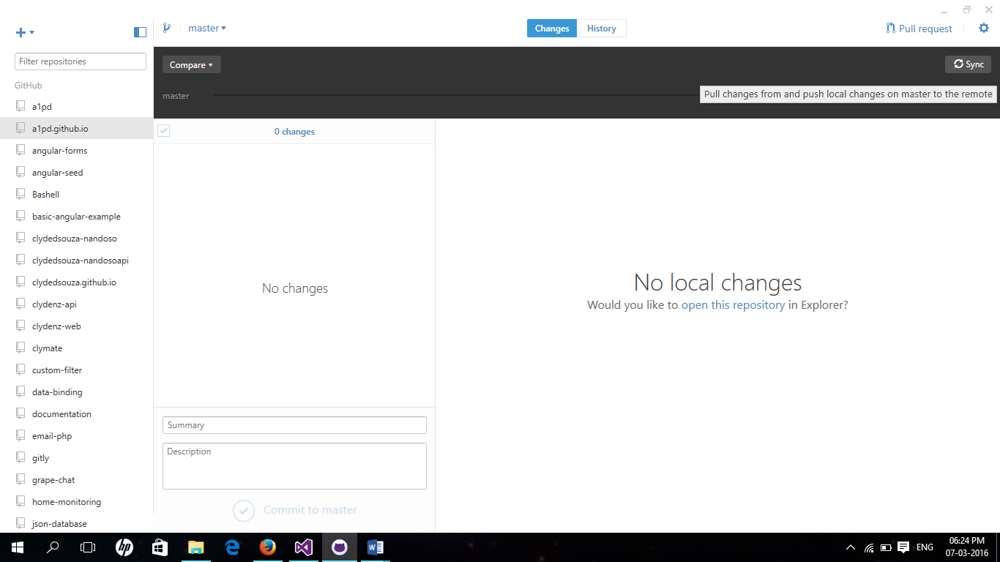 master
Changes
History
Pull request
Filter repositories
GitHub
a1pd
a1pd.github.io
angular-forms
angular-seed
Bashell
basic-angular-example
clydedsouza-nandoso
clydedsouza-nandosoapi
clydedsouza.github.io
clydenz-api
clydenz-web
clymate
custom-filter
data-binding
documentation
email-php
gitly
grape-chat
home-monitoring
json-database
Compare
Sync
master
Pull changes from and push local changes on master to the remote
0 changes
No changes
Summary
Description
Commit to master
No local changes
Would you like to open this repository in Explorer?
hp
ENG
06:24 PM
07-03-2016